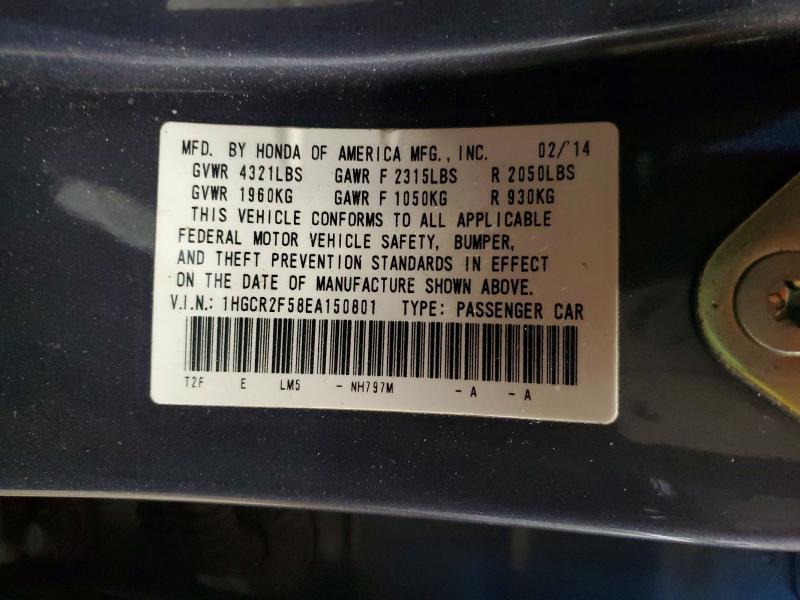 MFD. BY HONDA OF AMERICA MFG., INC. 02/'14
GVWR 4321LBS GAWR F 2315LBS R 2050LBS
GVWR 1960KG GAWR F 1050KG R 930KG
THIS VEHICLE CONFORMS TO ALL APPLICABLE
FEDERAL MOTOR VEHICLE SAFETY, BUMPER,
AND THEFT PREVENTION STANDARDS IN EFFECT
ON THE DATE OF MANUFACTURE SHOWN ABOVE.
V.I.N.: 1HGCR2F58EA150801 TYPE: PASSENGER CAR
T2F E LM5 - NH797M - A - A